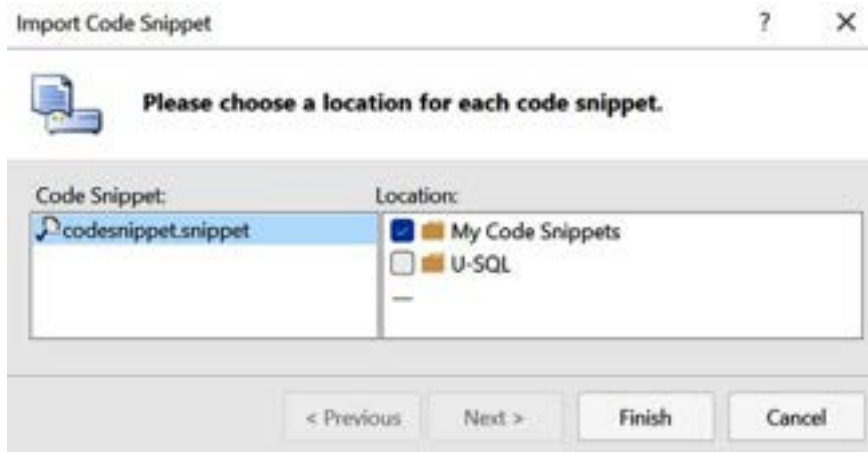 Import Code Snippet ? X
Please choose a location for each code snippet.
Code Snippet: Location:
codesnippet.snippet
My Code Snippets
U-SQL
< Previous Next > Finish Cancel